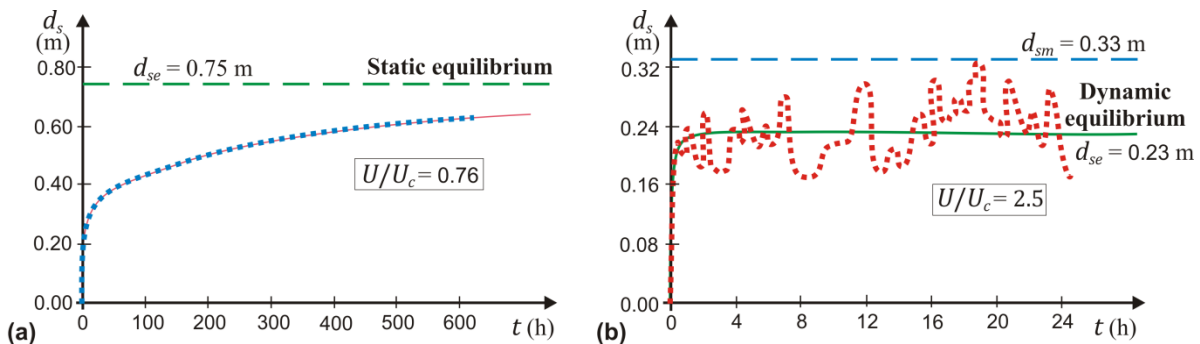 d_s
(m)
0.80
0.60
0.40
0.20
0.00
d_se = 0.75 m
Static equilibrium
U/U_c = 0.76
0
100
200
300
400
500
600
t (h)
(a)
d_s
(m)
0.32
0.24
0.16
0.08
0.00
d_sm = 0.33 m
Dynamic
equilibrium
d_se = 0.23 m
U/U_c = 2.5
0
4
8
12
16
20
24
t (h)
(b)